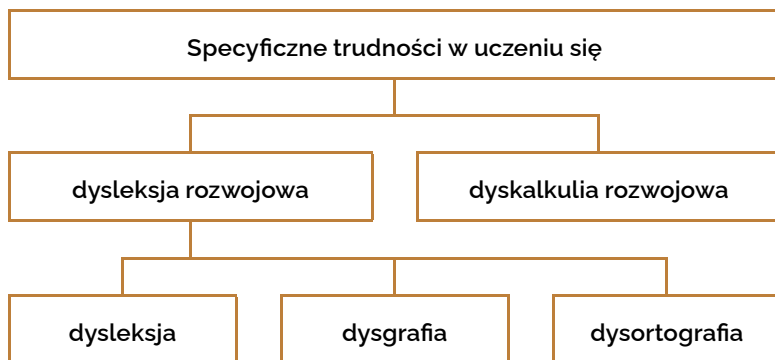 Specyficzne trudności w uczeniu się
dysleksja rozwojowa
dyskalkulia rozwojowa
dysleksja
dysgrafia
dysortografia